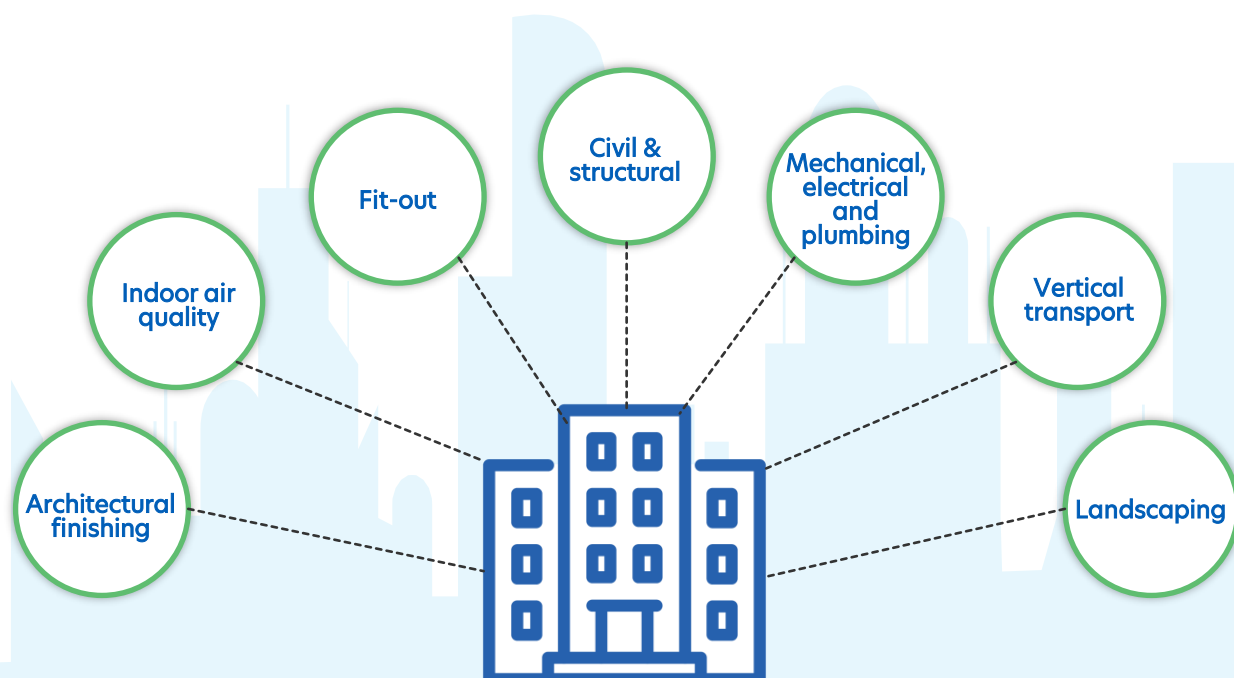 Civil &
structural
Fit-out
Mechanical,
electrical
and
plumbing
Indoor air
quality
Vertical
transport
Architectural
finishing
Landscaping